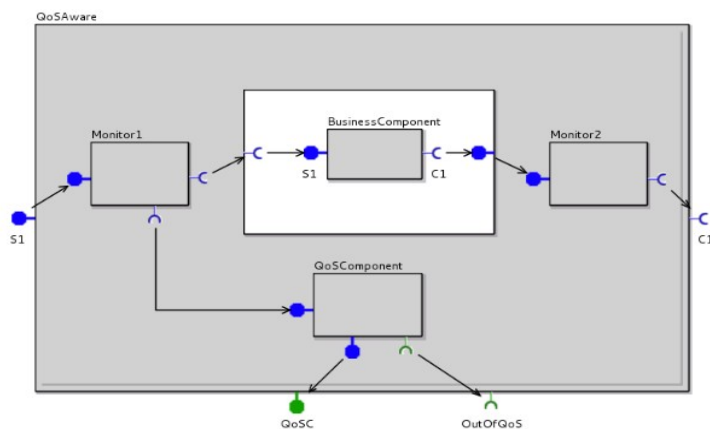 QoSAware
BusinessComponent
Monitor1
Monitor2
S1
C1
S1
C1
QoSComponent
QoSC
OutOfQoS